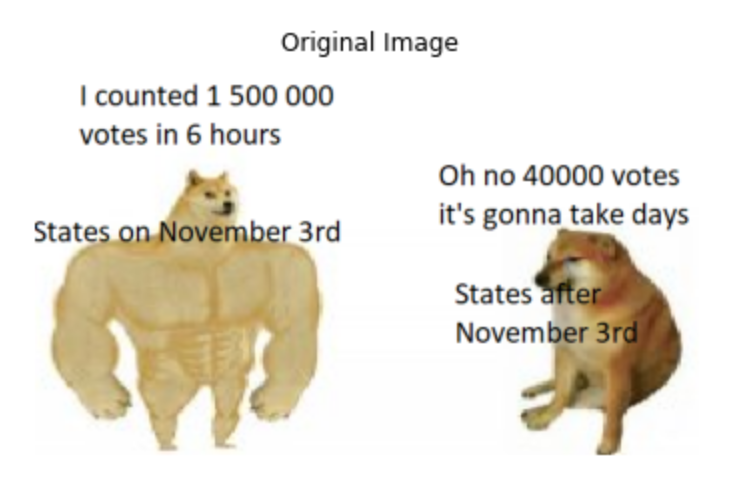 Original Image
I counted 1 500 000
votes in 6 hours
States on November 3rd
Oh no 40000 votes
it's gonna take days
States after
November 3rd